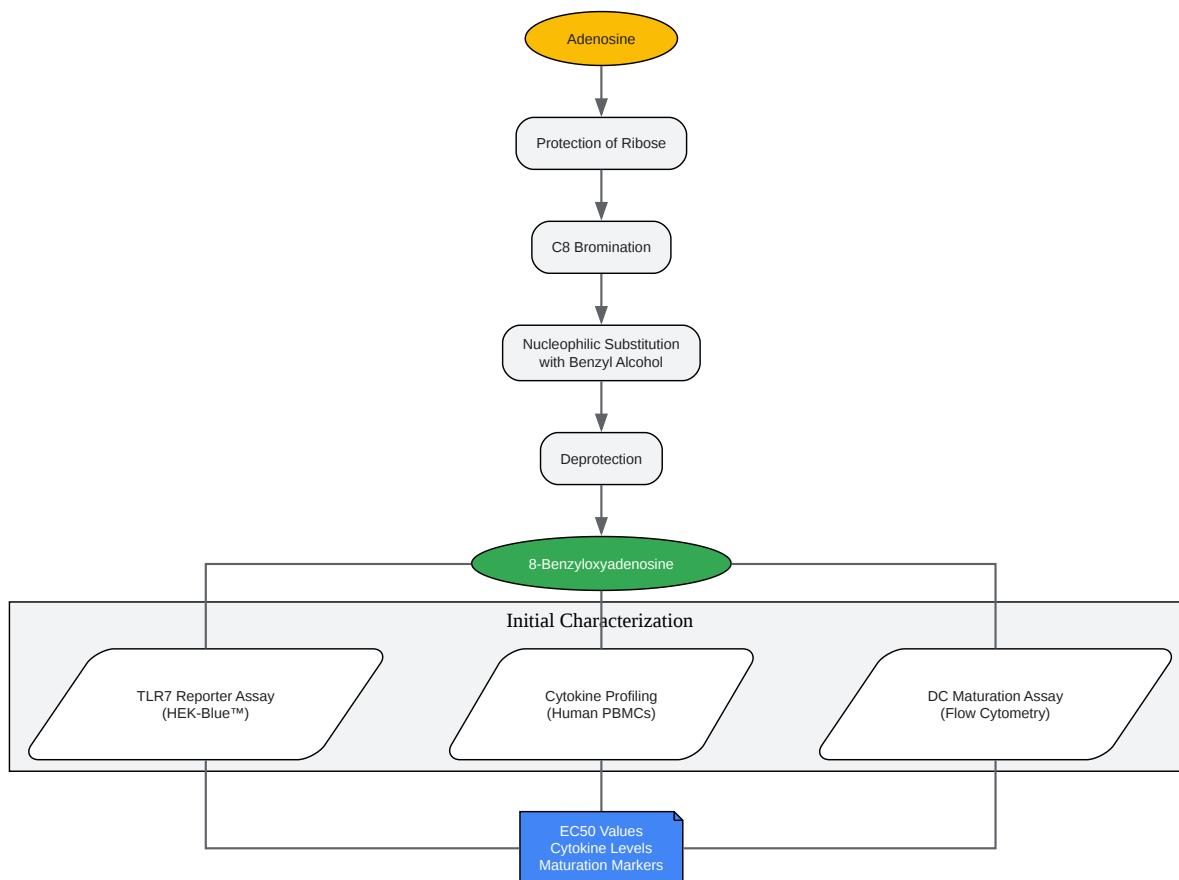 Adenosine
Protection of Ribose
C8 Bromination
Nucleophilic Substitution
with Benzyl Alcohol
Deprotection
8-Benzyloxyadenosine
Initial Characterization
TLR7 Reporter Assay
(HEK-Blue™)
Cytokine Profiling
(Human PBMCs)
DC Maturation Assay
(Flow Cytometry)
EC50 Values
Cytokine Levels
Maturation Markers